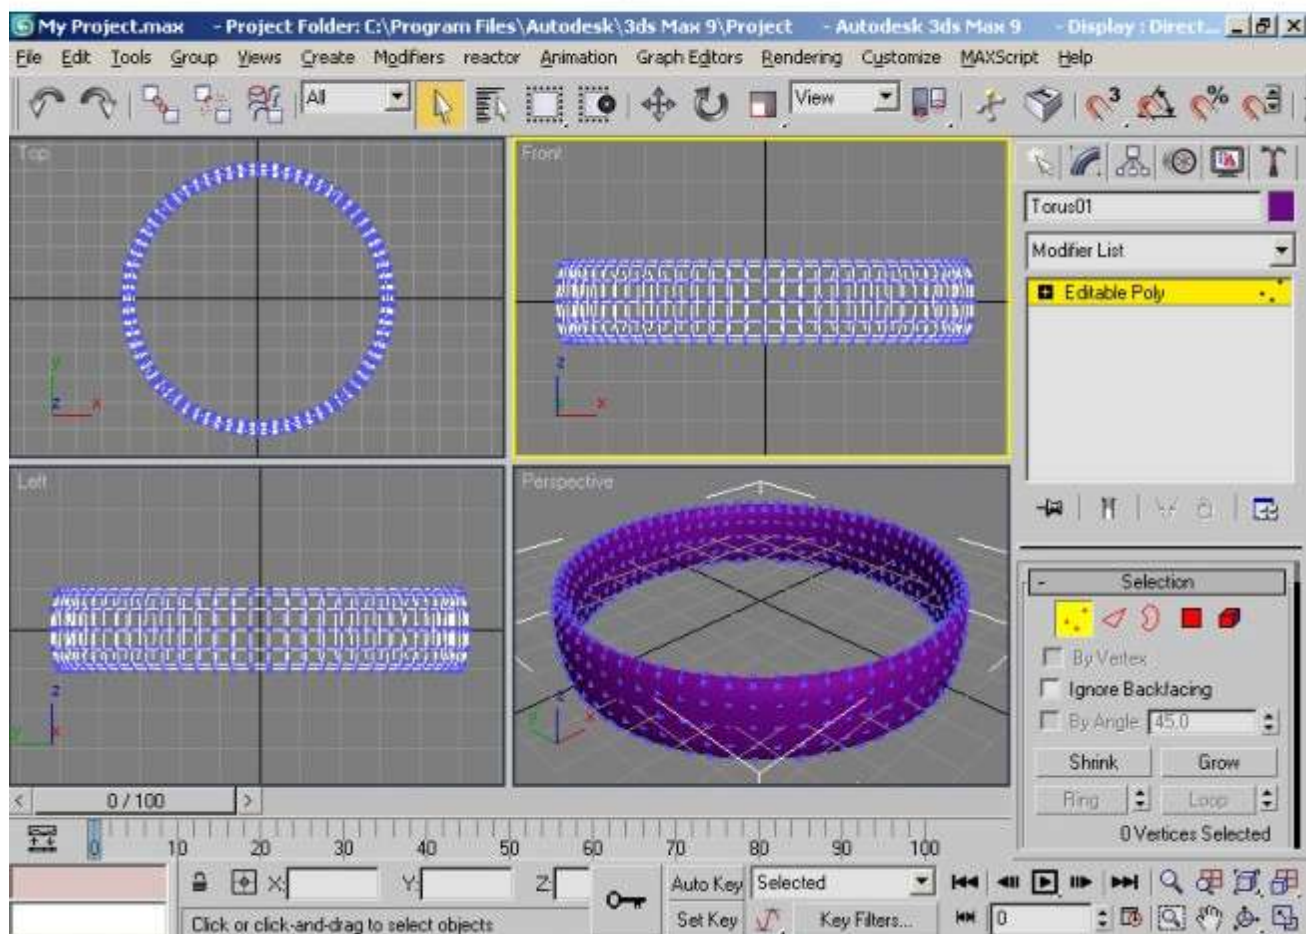 My Project.max - Project Folder: C:\Program Files\Autodesk\3ds Max 9\Project - Autodesk 3ds Max 9 - Display : Direct...
File Edit Tools Group Views Create Modifiers reactor Animation Graph Editors Rendering Customize MAXScript Help
All View 3 %
Top
Front
Torus01
Modifier List
Editable Poly
y
z x
z
x
Left
Perspective
Selection
By Vertex
Ignore Backfacing
By Angle: 45.0
Shrink Grow
Ring Loop
0 Vertices Selected
z
y x
z
y x
< 0 / 100 >
0 10 20 30 40 50 60 70 80 90 100
X: Y: Z: Auto Key Selected
Click or click-and-drag to select objects Set Key Key Filters... 0